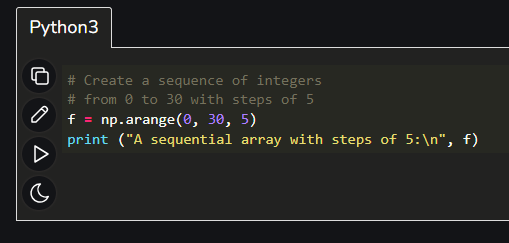 Python3
# Create a sequence of integers
# from 0 to 30 with steps of 5
f = np.arange(0, 30, 5)
print ("A sequential array with steps of 5:\n", f)